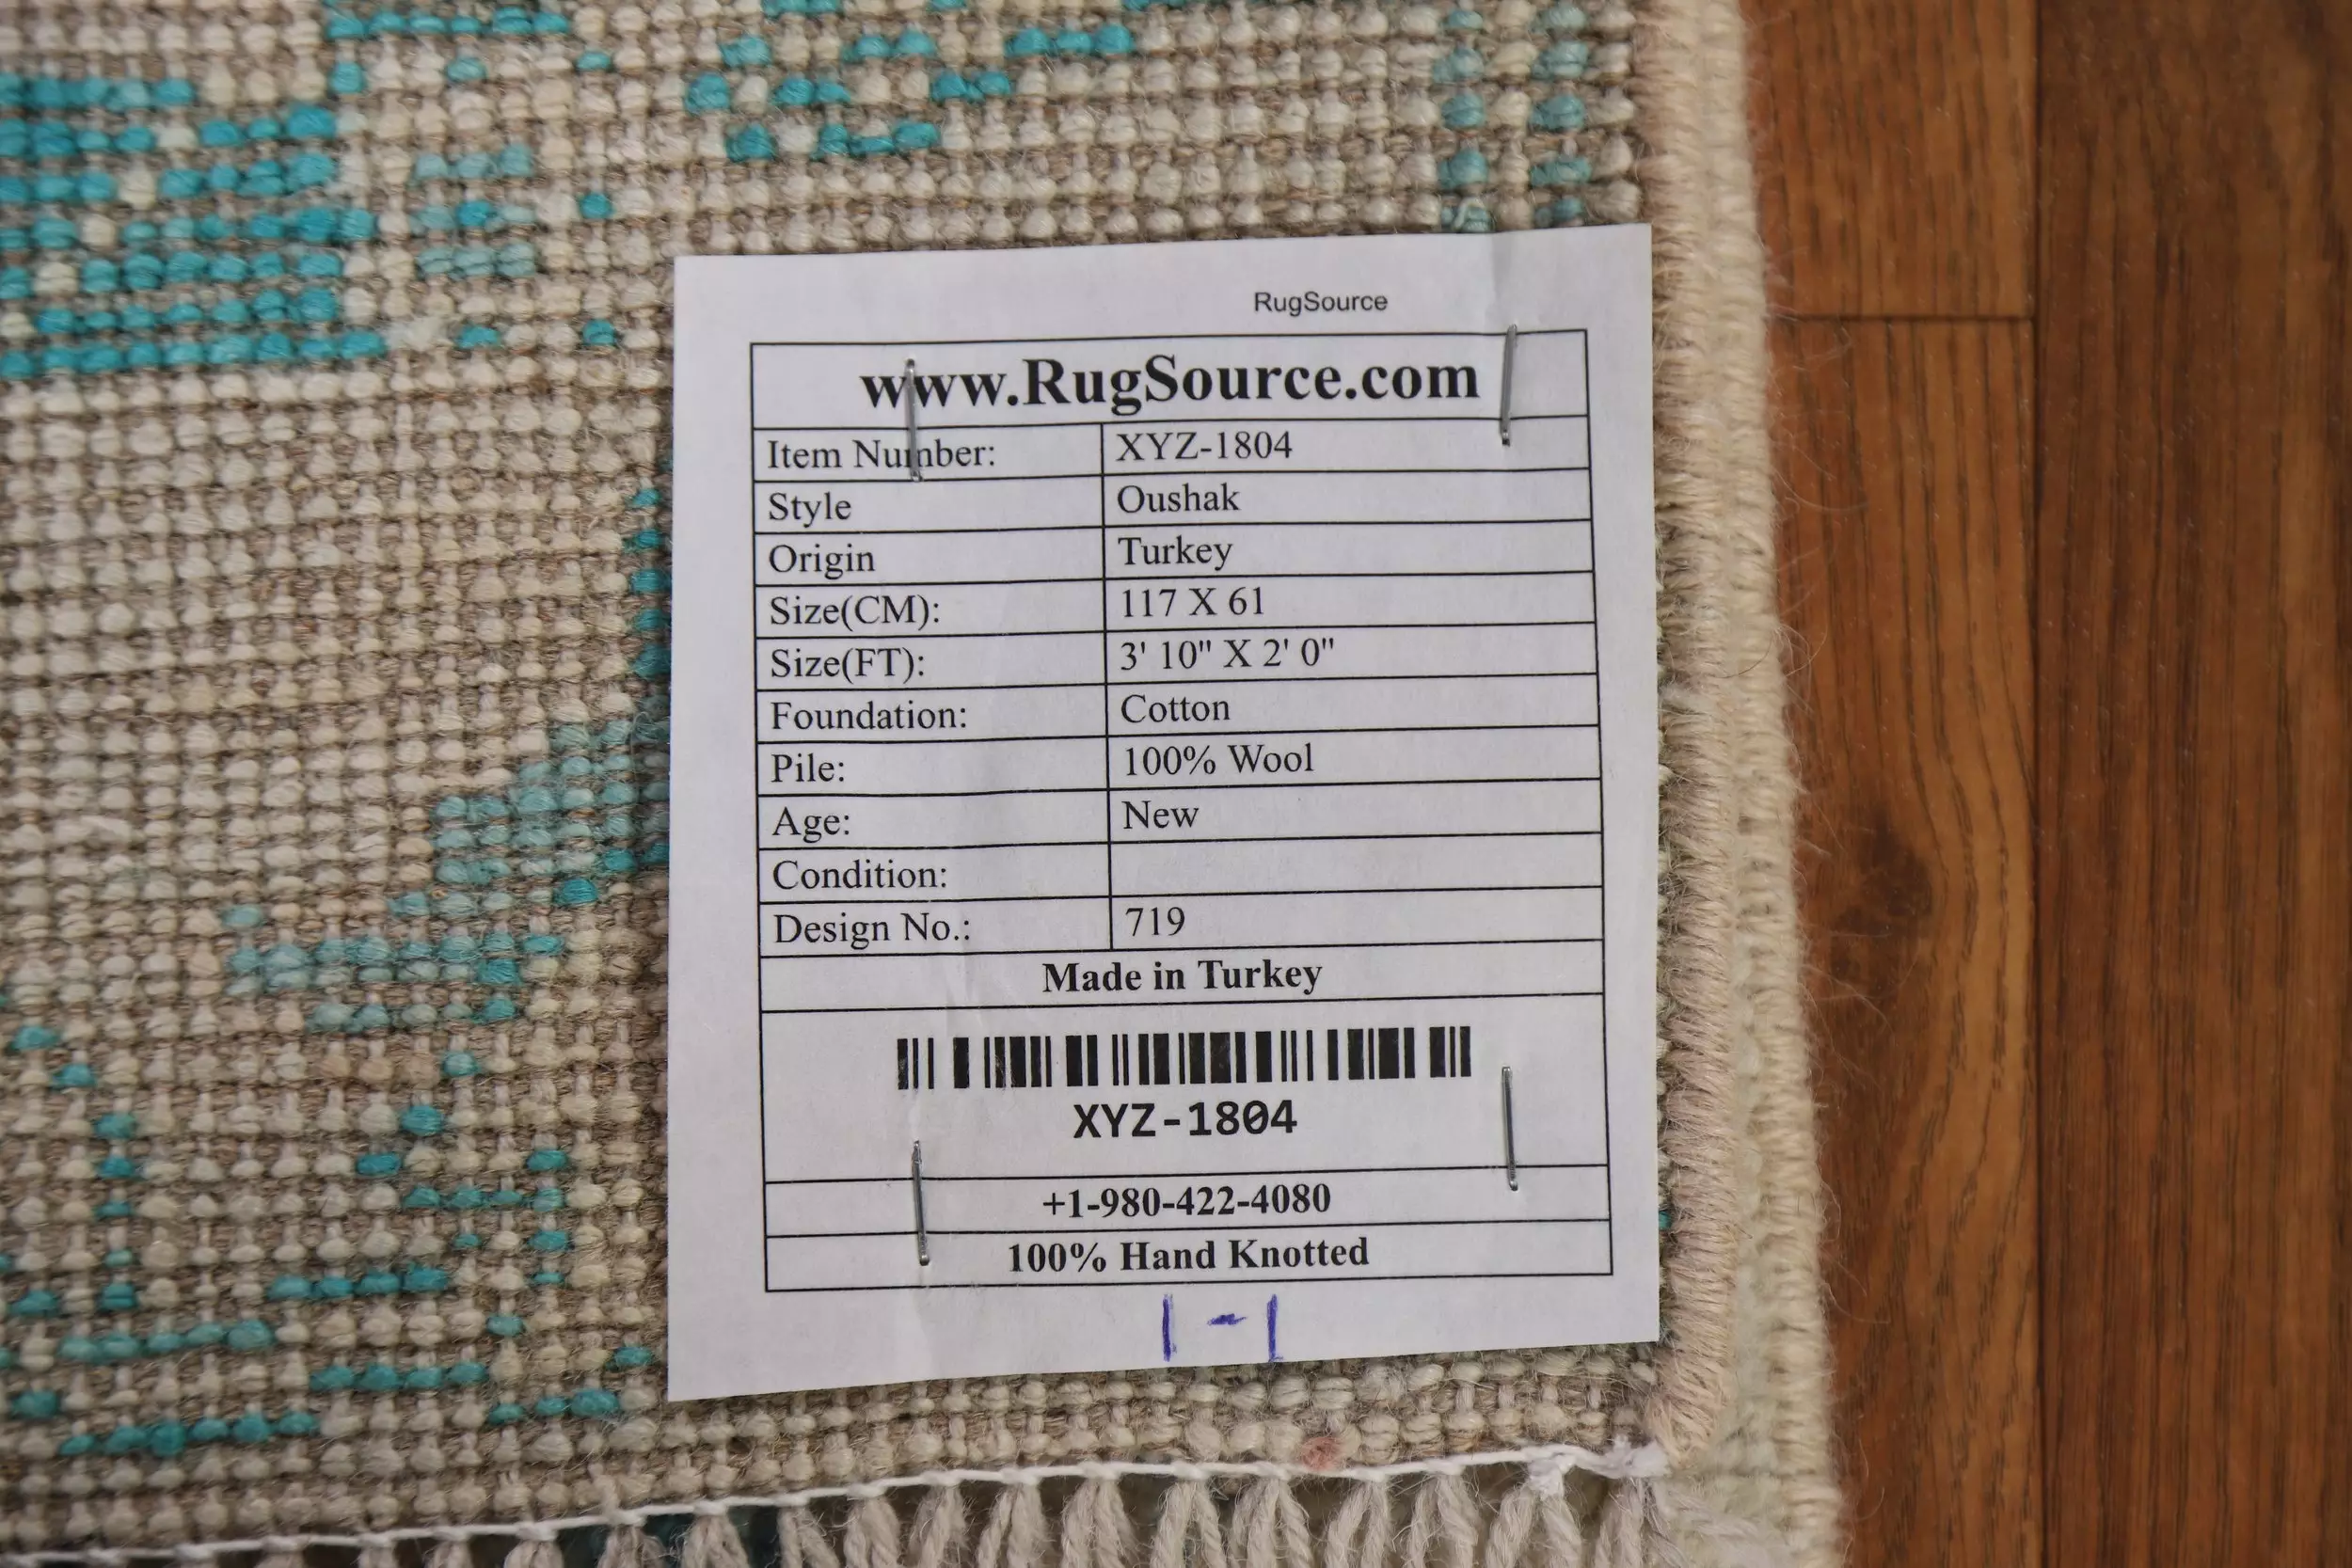 RugSource
www.RugSource.com
Item Number: XYZ-1804
Style Oushak
Origin Turkey
Size(CM): 117 X 61
Size(FT): 3' 10" X 2' 0"
Foundation: Cotton
Pile: 100% Wool
Age: New
Condition:
Design No.: 719
Made in Turkey
XYZ-1804
+1-980-422-4080
100% Hand Knotted
1-1